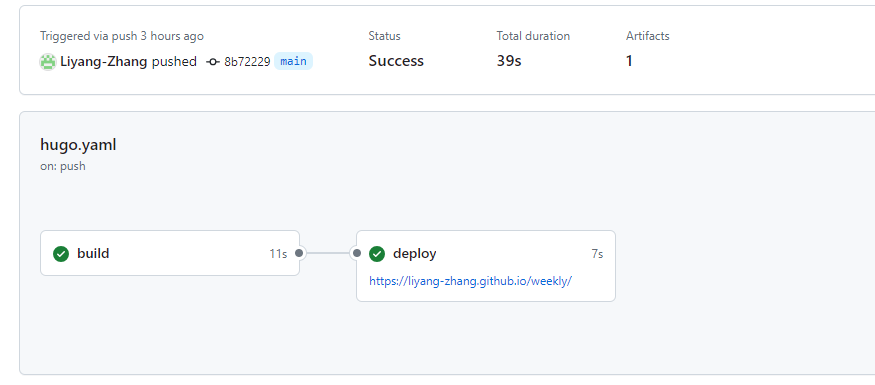 Triggered via push 3 hours ago
Status
Total duration
Artifacts
Liyang-Zhang pushed 8b72229 main
Success
39s
1
hugo.yaml
on: push
build 11s
deploy 7s
https://liyang-zhang.github.io/weekly/